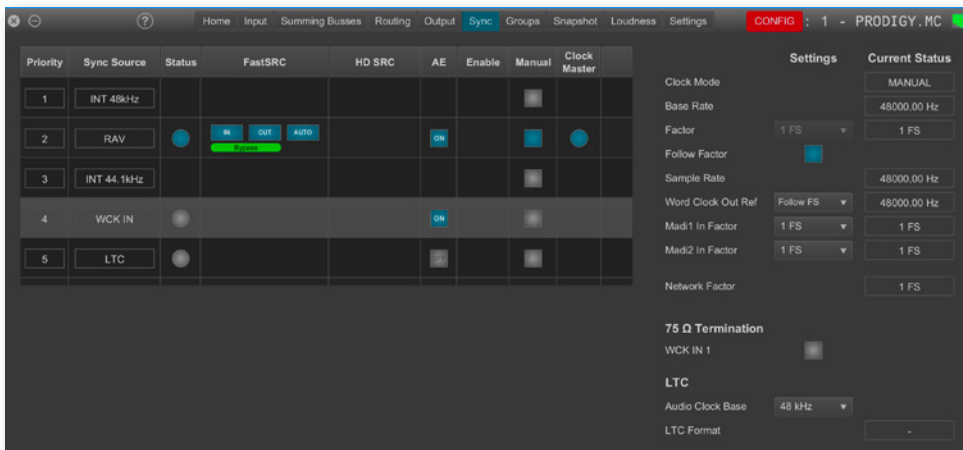 ? Home Input Summing Busses Routing Output Sync Groups Snapshot Loudness Settings CONFIG : 1 - PRODIGY.MC
Priority Sync Source Status FastSRC HD SRC AE Enable Manual Clock Master
1 INT 48kHz
2 RAV IN OUT AUTO ON
Bypass
3 INT 44.1kHz
4 WCK IN ON
5 LTC
Settings Current Status
Clock Mode MANUAL
Base Rate 48000.00 Hz
Factor 1 FS 1 FS
Follow Factor
Sample Rate 48000.00 Hz
Word Clock Out Ref Follow FS 48000.00 Hz
Madi1 In Factor 1 FS 1 FS
Madi2 In Factor 1 FS 1 FS
Network Factor 1 FS
75 Ω Termination
WCK IN 1
LTC
Audio Clock Base 48 kHz
LTC Format -